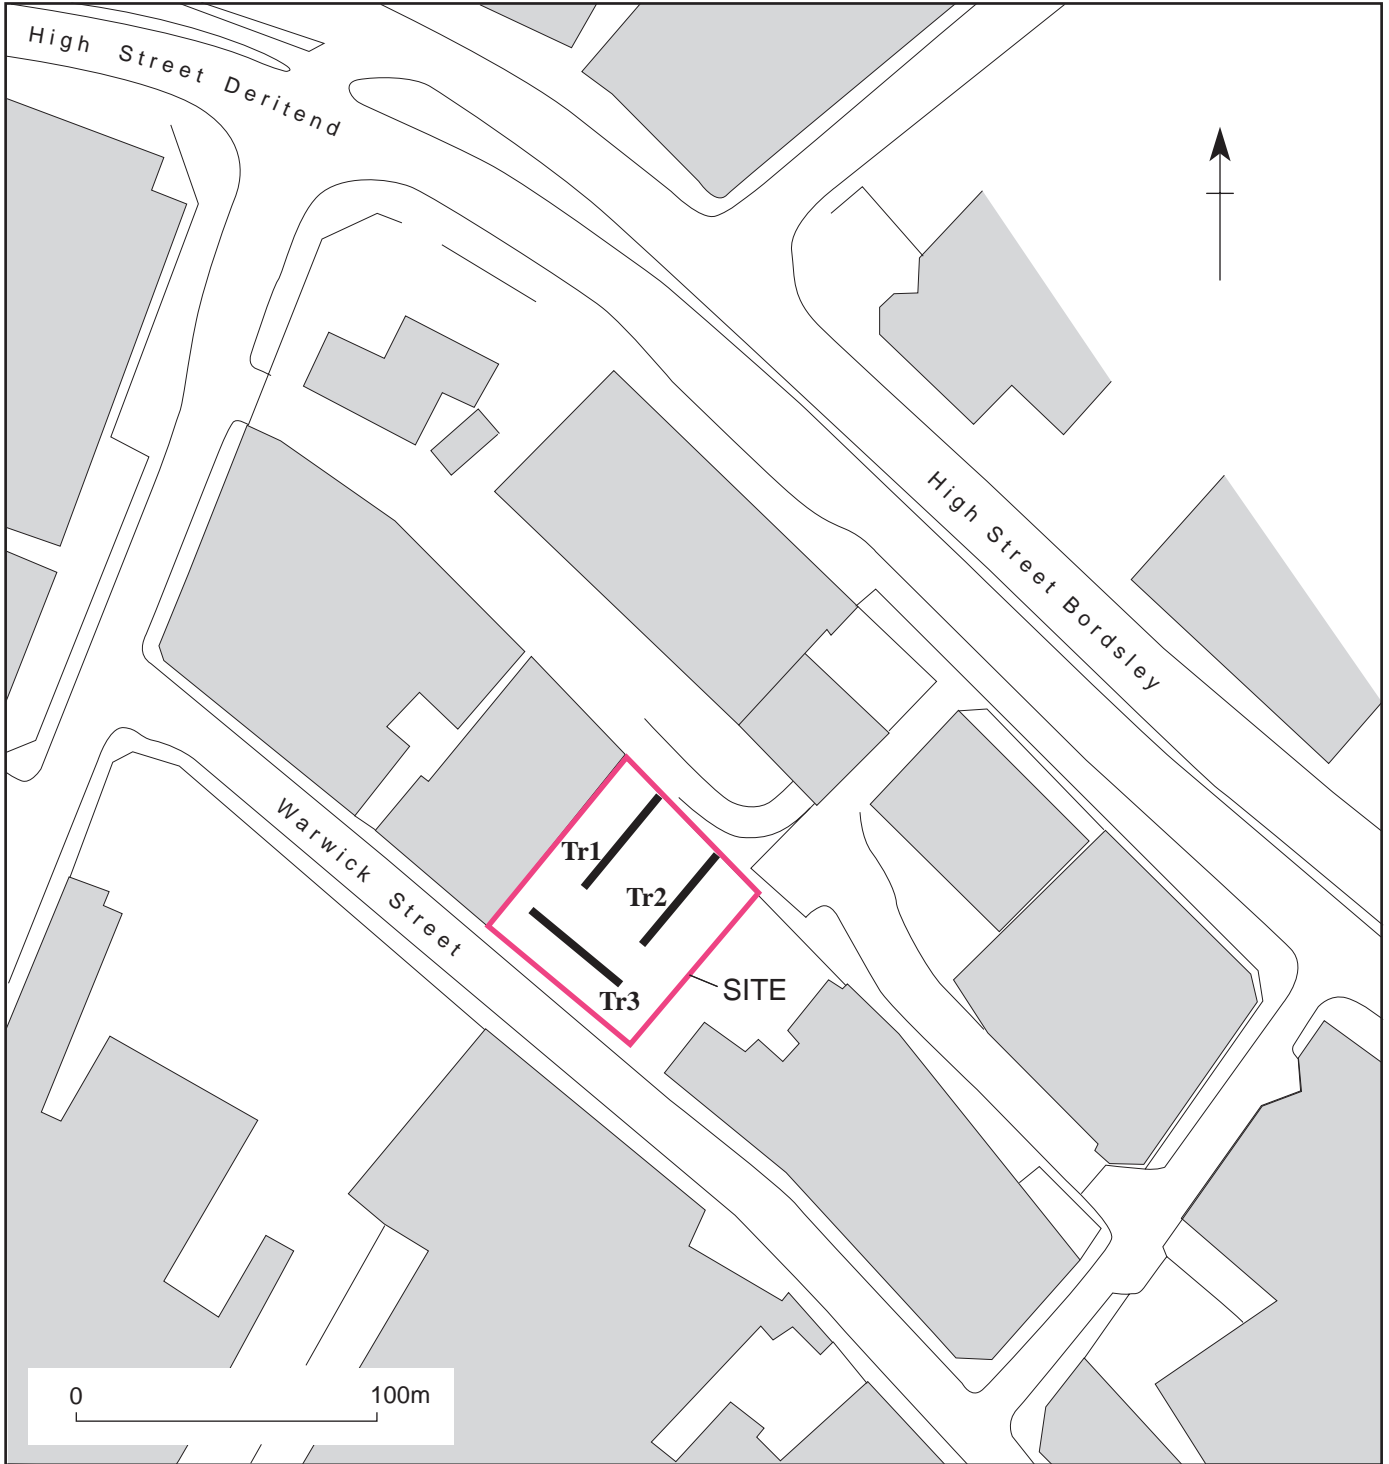 High Street Deritend
High Street Bordsley
Warwick Street
Tr1
Tr2
Tr3
SITE
0 100m